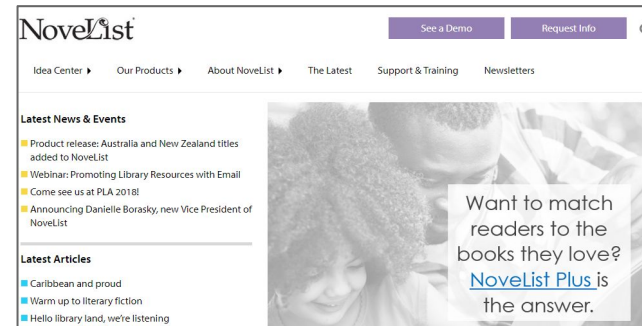 NoveList
See a Demo
Request Info
Idea Center
Our Products
About NoveList
The Latest
Support & Training
Newsletters
Latest News & Events
Product release: Australia and New Zealand titles
added to NoveList
Webinar: Promoting Library Resources with Email
Come see us at PLA 2018!
Announcing Danielle Borasky, new Vice President of
NoveList
Latest Articles
Caribbean and proud
Warm up to literary fiction
Hello library land, we're listening
Want to match
readers to the
books they love?
NoveList Plus is
the answer.